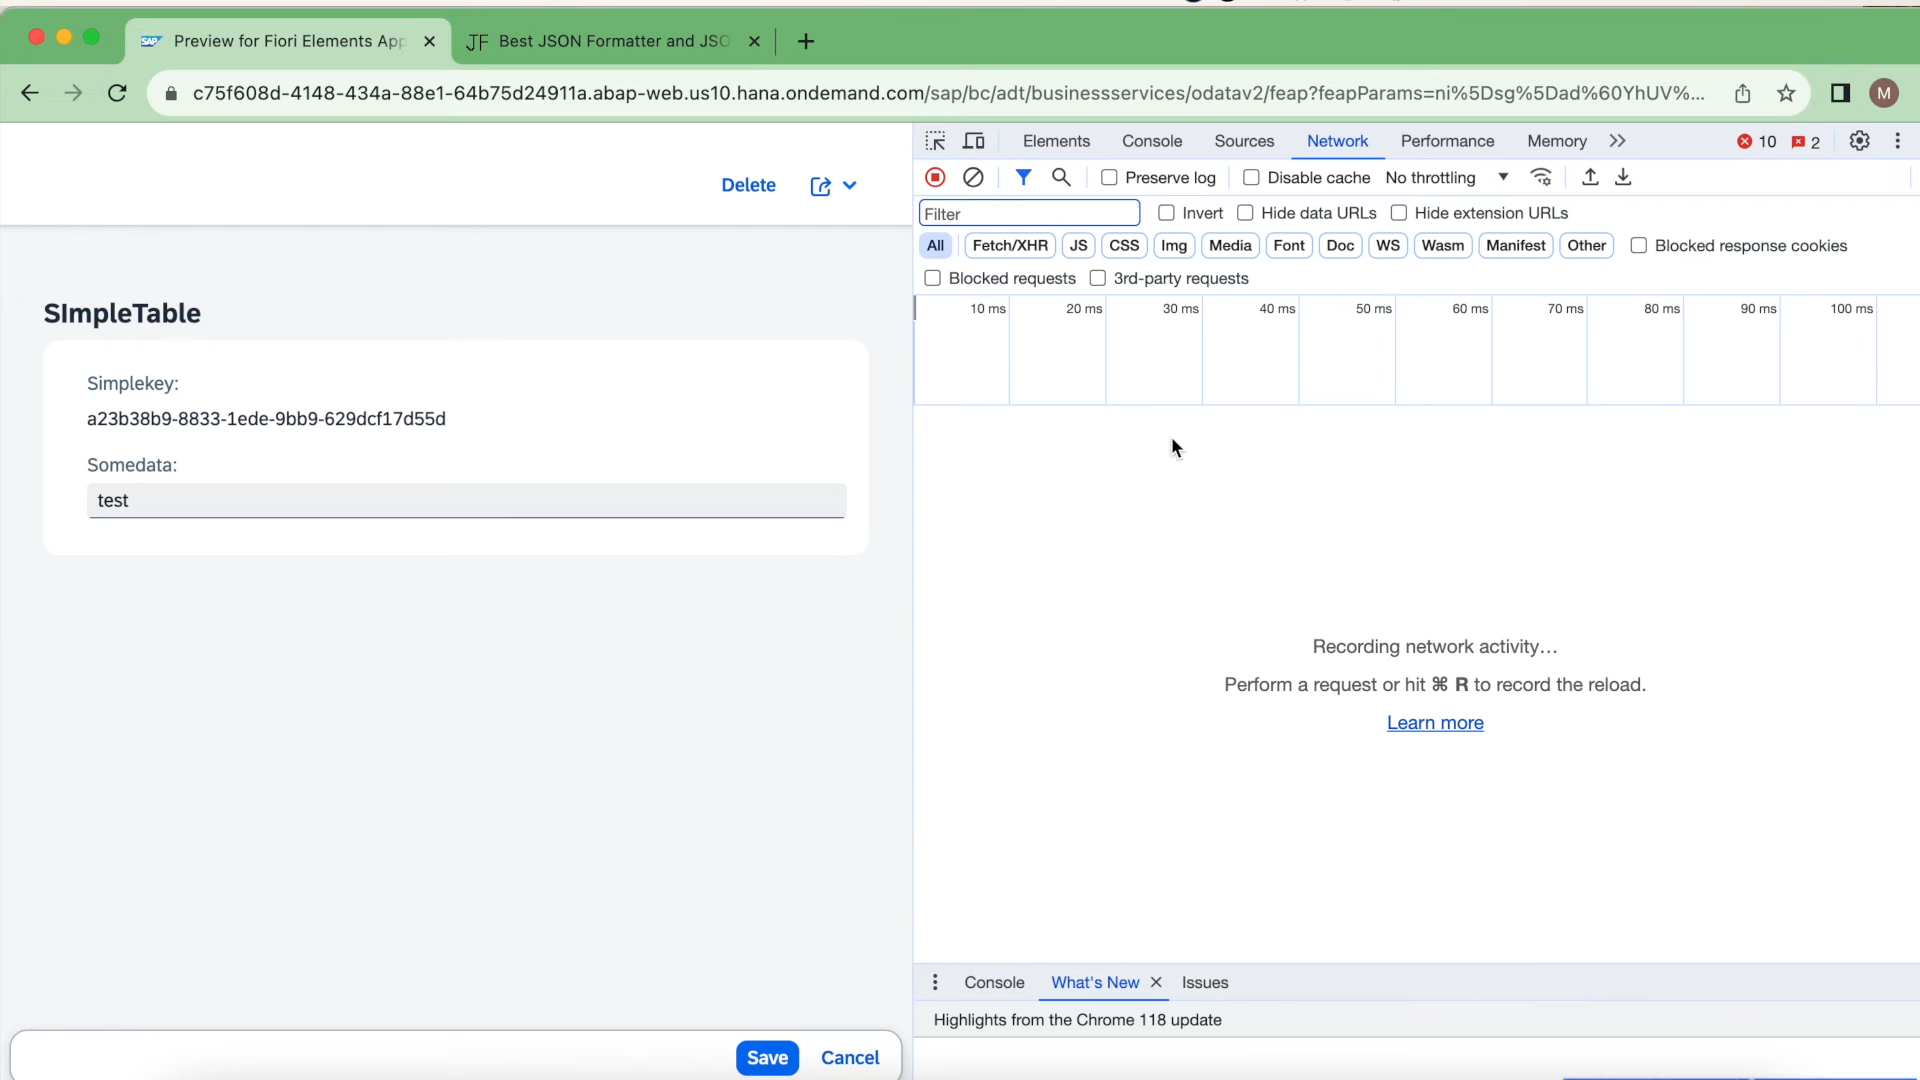 SAP Preview for Fiori Elements App
JF Best JSON Formatter and JSO
c75f608d-4148-434a-88e1-64b75d24911a.abap-web.us10.hana.ondemand.com/sap/bc/adt/businessservices/odatav2/feap?feapParams=ni%5Dsg%5Dad%60YhUV%...
M
Delete
SImpleTable
Simplekey:
a23b38b9-8833-1ede-9bb9-629dcf17d55d
Somedata:
test
Save Cancel
Elements Console Sources Network Performance Memory 10 2
Preserve log Disable cache No throttling
Filter Invert Hide data URLs Hide extension URLs
All Fetch/XHR JS CSS Img Media Font Doc WS Wasm Manifest Other Blocked response cookies
Blocked requests 3rd-party requests
10 ms 20 ms 30 ms 40 ms 50 ms 60 ms 70 ms 80 ms 90 ms 100 ms
Recording network activity…
Perform a request or hit ⌘ R to record the reload.
Learn more
Console What's New Issues
Highlights from the Chrome 118 update